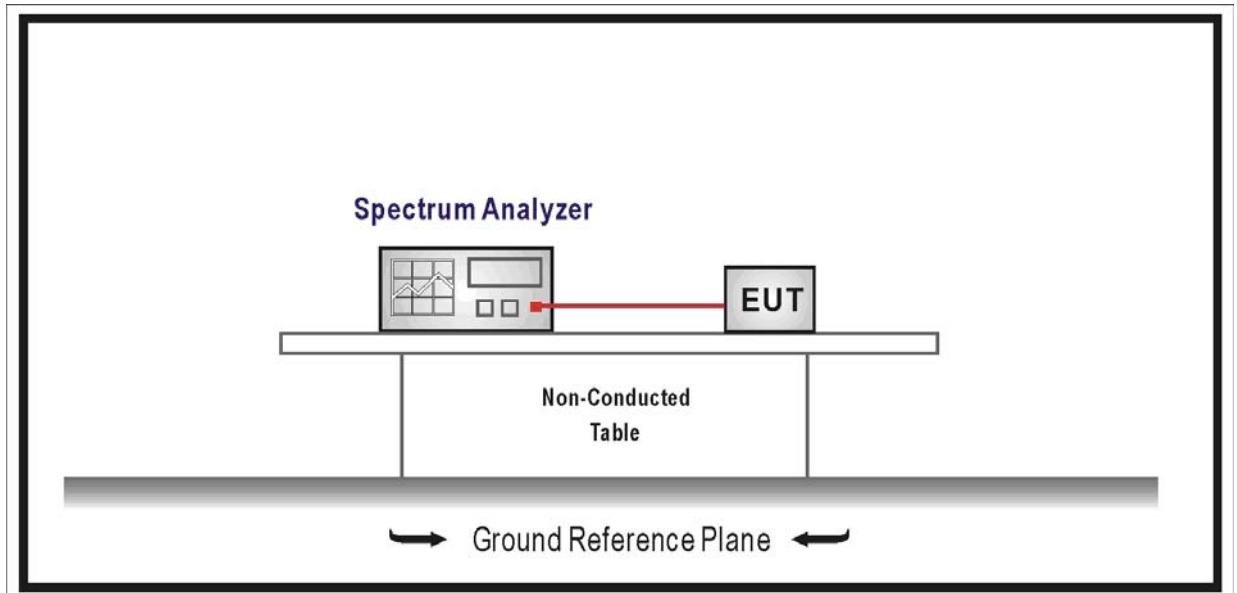 Spectrum Analyzer
EUT
Non-Conducted
Table
Ground Reference Plane